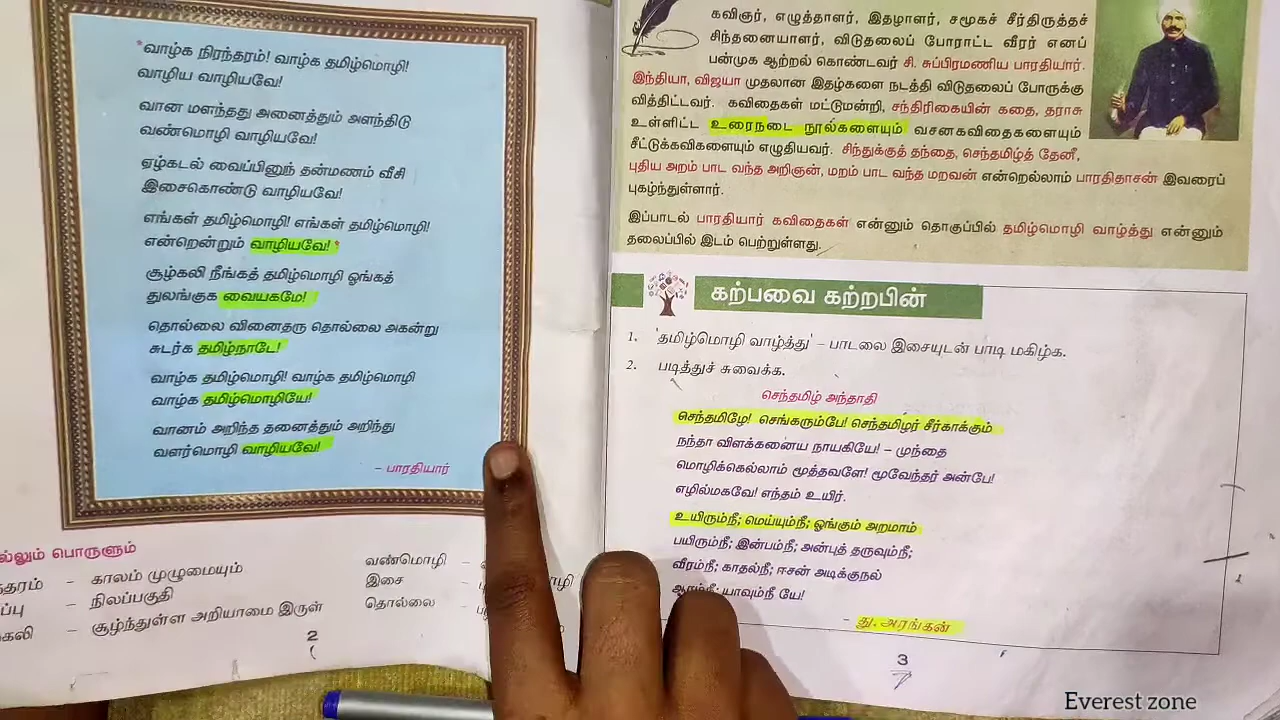 *வாழ்க நிரந்தரம்! வாழ்க தமிழ்மொழி!
வாழிய வாழியவே!
வான மளந்தது அனைத்தும் அளந்திடு
வண்மொழி வாழியவே!
ஏழ்கடல் வைப்பினுந் தன்மணம் வீசி
இசைகொண்டு வாழியவே!
எங்கள் தமிழ்மொழி! எங்கள் தமிழ்மொழி!
என்றென்றும் வாழியவே!*
சூழ்கலி நீங்கத் தமிழ்மொழி ஓங்கத்
துலங்குக வையகமே!
தொல்லை வினைதரு தொல்லை அகன்று
சுடர்க தமிழ்நாடே!
வாழ்க தமிழ்மொழி! வாழ்க தமிழ்மொழி
வாழ்க தமிழ்மொழியே!
வானம் அறிந்த தனைத்தும் அறிந்து
வளர்மொழி வாழியவே!
– பாரதியார்
ல்லும் பொருளும்
ந்தரம் – காலம் முழுமையும்
ப்பு – நிலப்பகுதி
கலி – சூழ்ந்துள்ள அறியாமை இருள்
வண்மொழி –
இசை –
தொல்லை –
2
கவிஞர், எழுத்தாளர், இதழாளர், சமூகச் சீர்திருத்தச்
சிந்தனையாளர், விடுதலைப் போராட்ட வீரர் எனப்
பன்முக ஆற்றல் கொண்டவர் சி. சுப்பிரமணிய பாரதியார்.
இந்தியா, விஜயா முதலான இதழ்களை நடத்தி விடுதலைப் போருக்கு
வித்திட்டவர். கவிதைகள் மட்டுமன்றி, சந்திரிகையின் கதை, தராசு
உள்ளிட்ட உரைநடை நூல்களையும் வசனகவிதைகளையும்
சீட்டுக்கவிகளையும் எழுதியவர். சிந்துக்குத் தந்தை, செந்தமிழ்த் தேனீ,
புதிய அறம் பாட வந்த அறிஞன், மறம் பாட வந்த மறவன் என்றெல்லாம் பாரதிதாசன் இவரைப்
புகழ்ந்துள்ளார்.
இப்பாடல் பாரதியார் கவிதைகள் என்னும் தொகுப்பில் தமிழ்மொழி வாழ்த்து என்னும்
தலைப்பில் இடம் பெற்றுள்ளது.
கற்பவை கற்றபின்
1. 'தமிழ்மொழி வாழ்த்து' – பாடலை இசையுடன் பாடி மகிழ்க.
2. படித்துச் சுவைக்க.
செந்தமிழ் அந்தாதி
செந்தமிழே! செங்கரும்பே! செந்தமிழர் சீர்காக்கும்
நந்தா விளக்கனைய நாயகியே! – முந்தை
மொழிக்கெல்லாம் மூத்தவளே! மூவேந்தர் அன்பே!
எழில்மகவே! எந்தம் உயிர்.
உயிரும்நீ; மெய்யும்நீ; ஓங்கும் அறமாம்
பயிரும்நீ; இன்பம்நீ; அன்புத் தருவும்நீ;
வீரம்நீ; காதல்நீ; ஈசன் அடிக்குநல்
யாவும்நீ யே!
– து. அரங்கன்
3
Everest zone